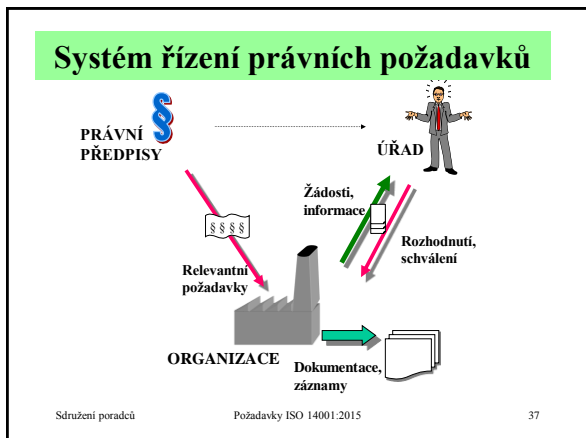 Systém řízení právních požadavků
§
PRÁVNÍ
PŘEDPISY
ÚŘAD
Žádosti,
informace
§ § § §
Rozhodnutí,
schválení
Relevantní
požadavky
ORGANIZACE
Dokumentace,
záznamy
Sdružení poradců
Požadavky ISO 14001:2015
37